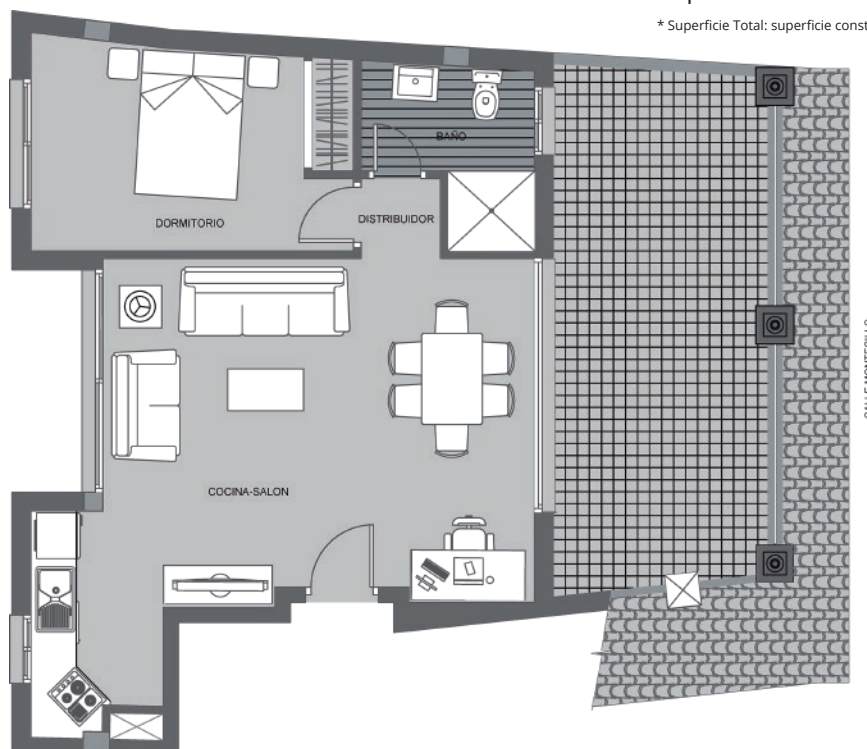 * Superficie Total: superficie const
BAÑO
DORMITORIO
DISTRIBUIDOR
COCINA-SALON